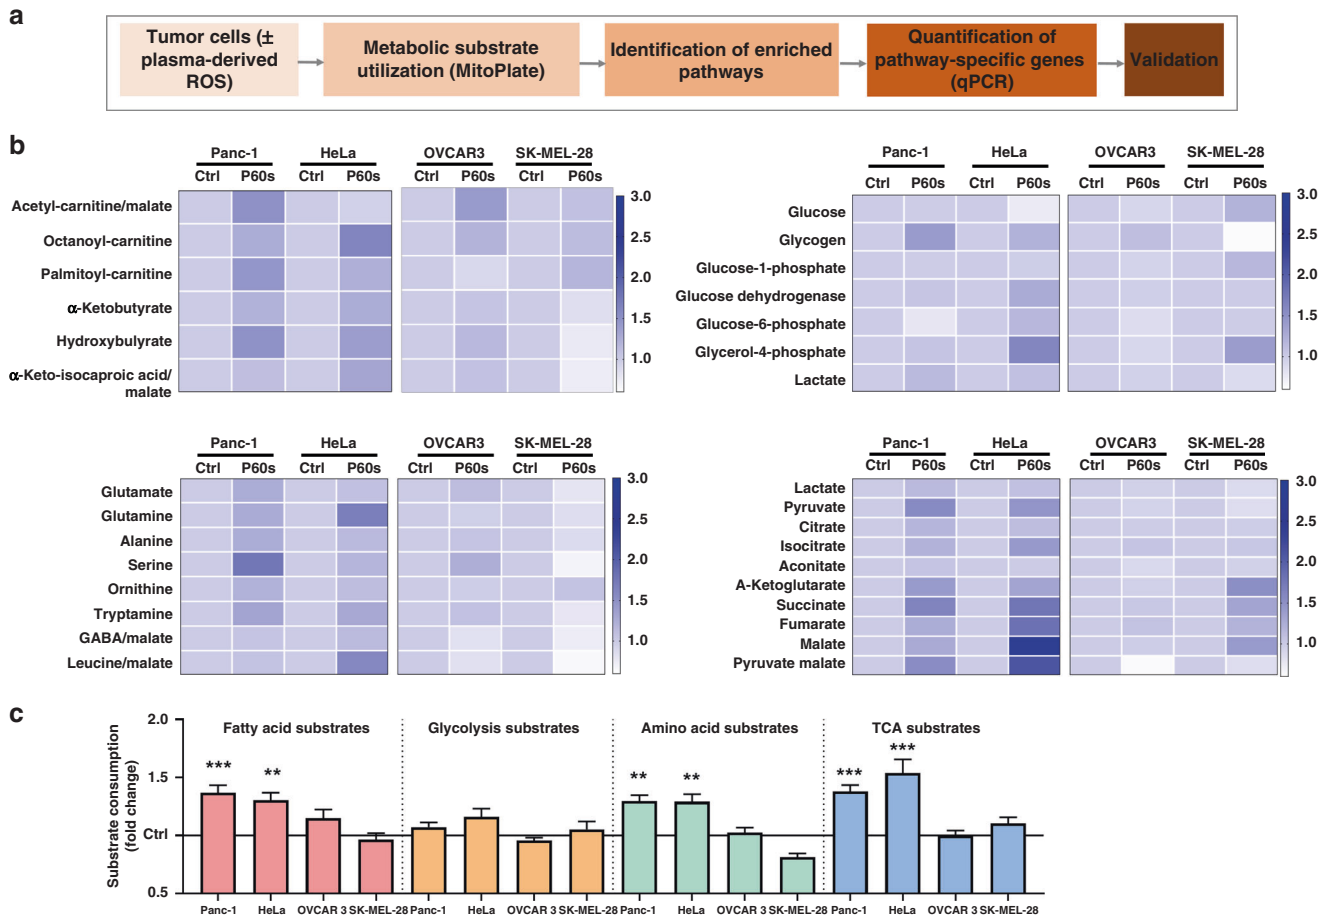 a
Tumor cells (±
plasma-derived
ROS)
Metabolic substrate
utilization (MitoPlate)
Identification of enriched
pathways
Quantification of
pathway-specific genes
(qPCR)
Validation
b
Panc-1 HeLa OVCAR3 SK-MEL-28
Ctrl P60s Ctrl P60s Ctrl P60s Ctrl P60s
Acetyl-carnitine/malate
Octanoyl-carnitine
Palmitoyl-carnitine
α-Ketobutyrate
Hydroxybulyrate
α-Keto-isocaproic acid/
malate
3.0
2.5
2.0
1.5
1.0
Panc-1 HeLa OVCAR3 SK-MEL-28
Ctrl P60s Ctrl P60s Ctrl P60s Ctrl P60s
Glucose
Glycogen
Glucose-1-phosphate
Glucose dehydrogenase
Glucose-6-phosphate
Glycerol-4-phosphate
Lactate
3.0
2.5
2.0
1.5
1.0
Panc-1 HeLa OVCAR3 SK-MEL-28
Ctrl P60s Ctrl P60s Ctrl P60s Ctrl P60s
Glutamate
Glutamine
Alanine
Serine
Ornithine
Tryptamine
GABA/malate
Leucine/malate
3.0
2.5
2.0
1.5
1.0
Panc-1 HeLa OVCAR3 SK-MEL-28
Ctrl P60s Ctrl P60s Ctrl P60s Ctrl P60s
Lactate
Pyruvate
Citrate
Isocitrate
Aconitate
A-Ketoglutarate
Succinate
Fumarate
Malate
Pyruvate malate
3.0
2.5
2.0
1.5
1.0
c
Substrate consumption
(fold change)
2.0
1.5
Ctrl
0.5
Fatty acid substrates Glycolysis substrates Amino acid substrates TCA substrates
*** ** ** ** *** ***
Panc-1 HeLa OVCAR 3 SK-MEL-28 Panc-1 HeLa OVCAR 3 SK-MEL-28 Panc-1 HeLa OVCAR 3 SK-MEL-28 Panc-1 HeLa OVCAR 3 SK-MEL-28